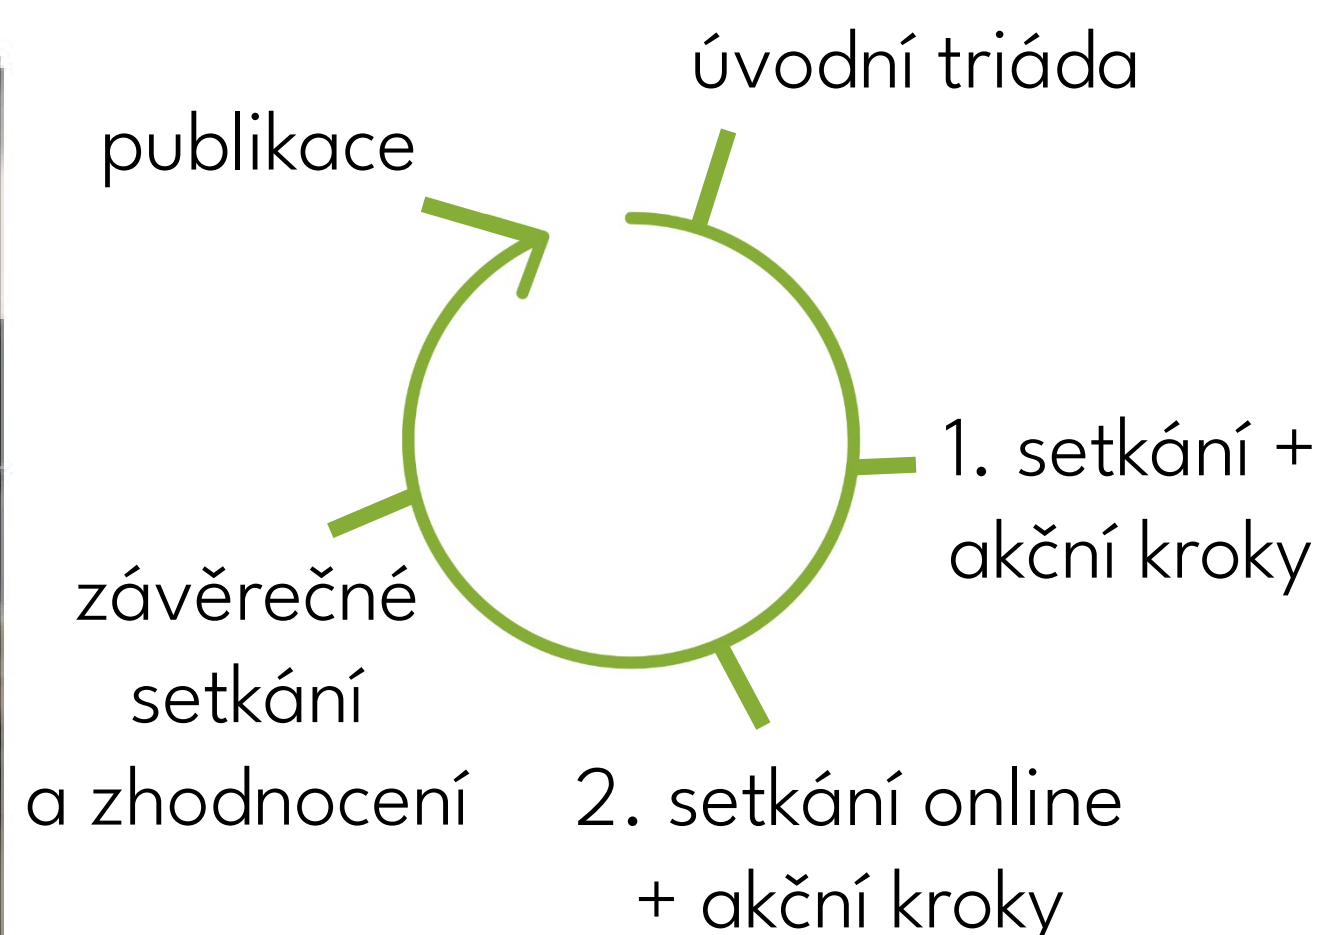 úvodní triáda
publikace
1. setkání +
akční kroky
závěrečné
setkání
a zhodnocení
2. setkání online
+ akční kroky